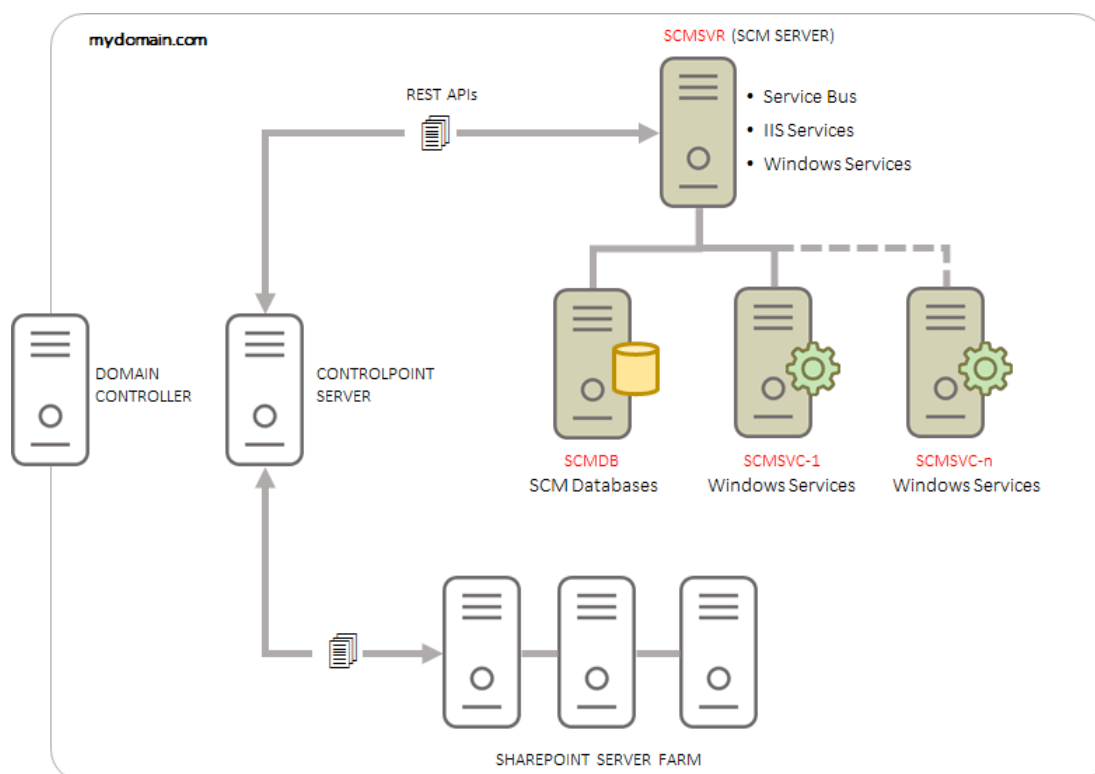 mydomain.com
SCMSVR (SCM SERVER)
REST APIs
• Service Bus
• IIS Services
• Windows Services
DOMAIN
CONTROLLER
CONTROLPOINT
SERVER
SCMDB
SCM Databases
SCMSVC-1
Windows Services
SCMSVC-n
Windows Services
SHAREPOINT SERVER FARM